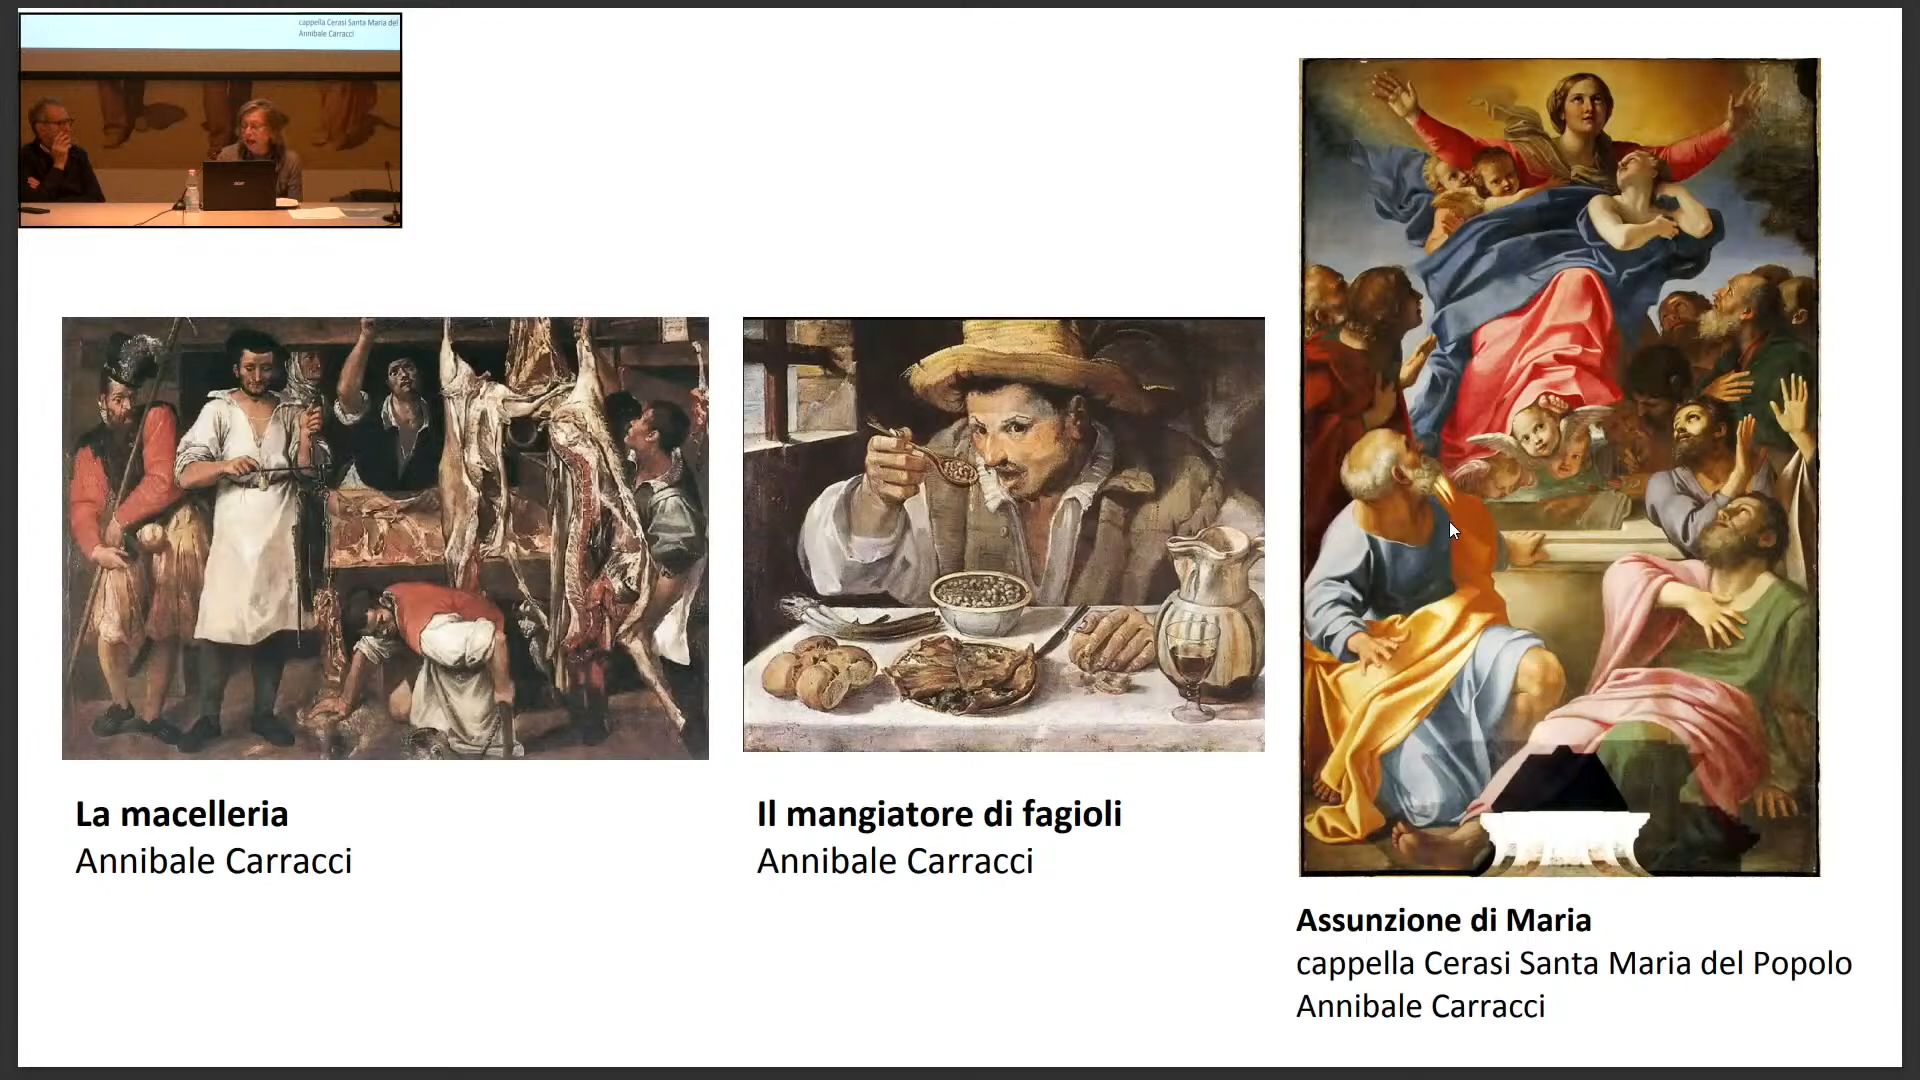 cappella Cerasi Santa Maria del
Annibale Carracci
La macelleria
Annibale Carracci
Il mangiatore di fagioli
Annibale Carracci
Assunzione di Maria
cappella Cerasi Santa Maria del Popolo
Annibale Carracci